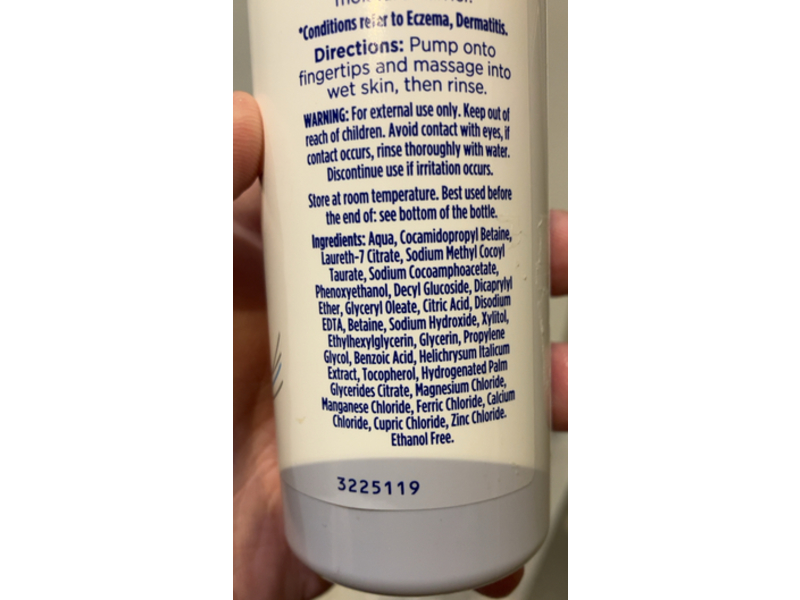 *Conditions refer to Eczema, Dermatitis.
Directions: Pump onto
fingertips and massage into
wet skin, then rinse.
WARNING: For external use only. Keep out of
reach of children. Avoid contact with eyes, if
contact occurs, rinse thoroughly with water.
Discontinue use if irritation occurs.
Store at room temperature. Best used before
the end of: see bottom of the bottle.
Ingredients: Aqua, Cocamidopropyl Betaine,
Laureth-7 Citrate, Sodium Methyl Cocoyl
Taurate, Sodium Cocoamphoacetate,
Phenoxyethanol, Decyl Glucoside, Dicaprylyl
Ether, Glyceryl Oleate, Citric Acid, Disodium
EDTA, Betaine, Sodium Hydroxide, Xylitol,
Ethylhexylglycerin, Glycerin, Propylene
Glycol, Benzoic Acid, Helichrysum Italicum
Extract, Tocopherol, Hydrogenated Palm
Glycerides Citrate, Magnesium Chloride,
Manganese Chloride, Ferric Chloride, Calcium
Chloride, Cupric Chloride, Zinc Chloride.
Ethanol Free.
3225119